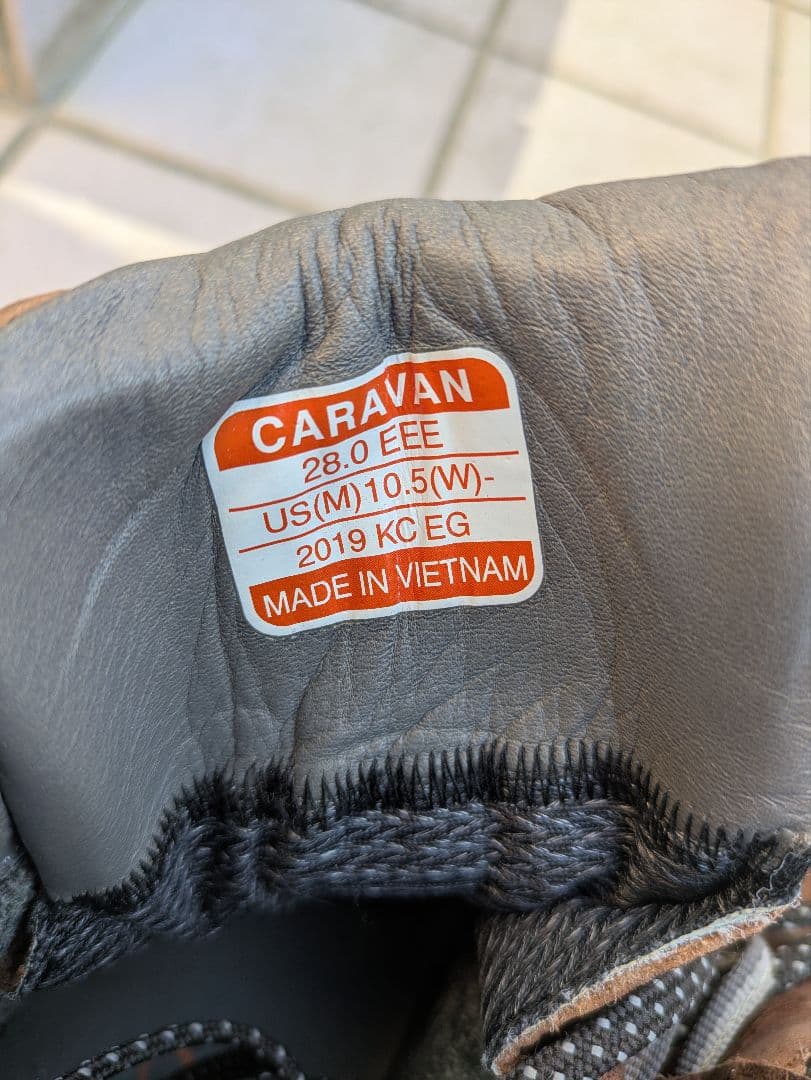 CARAVAN
28.0 EEE
US(M)10.5(W)-
2019 KC EG
MADE IN VIETNAM